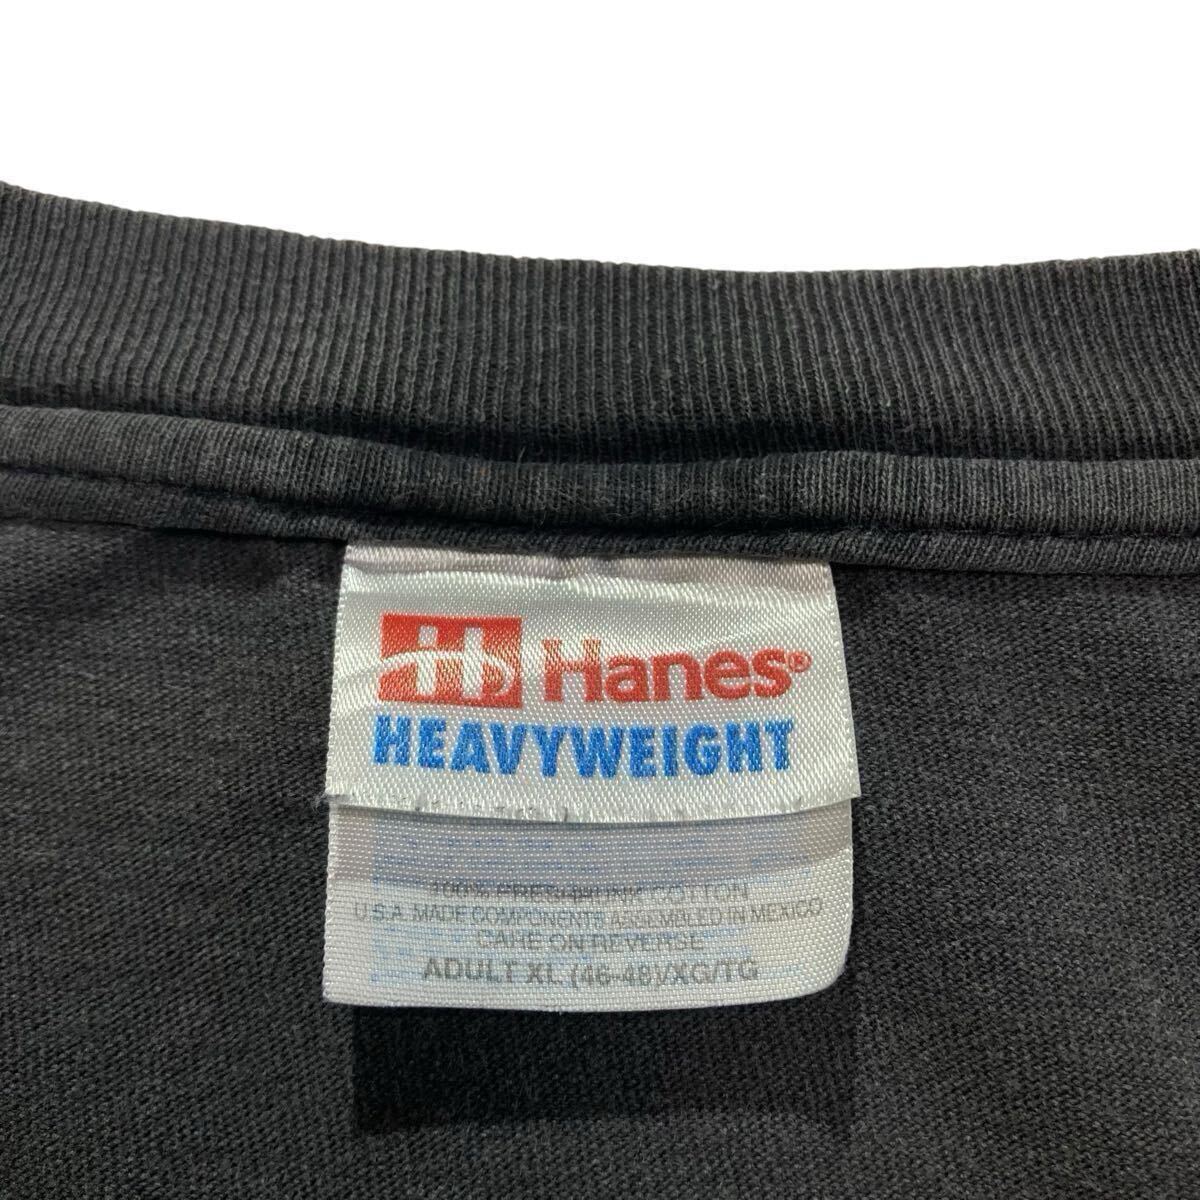 Hanes®
HEAVYWEIGHT
100% PRESHRUNK COTTON
U.S.A. MADE COMPONENTS ASSEMBLED IN MEXICO
CARE ON REVERSE
ADULT XL (46-48)/XG/TG